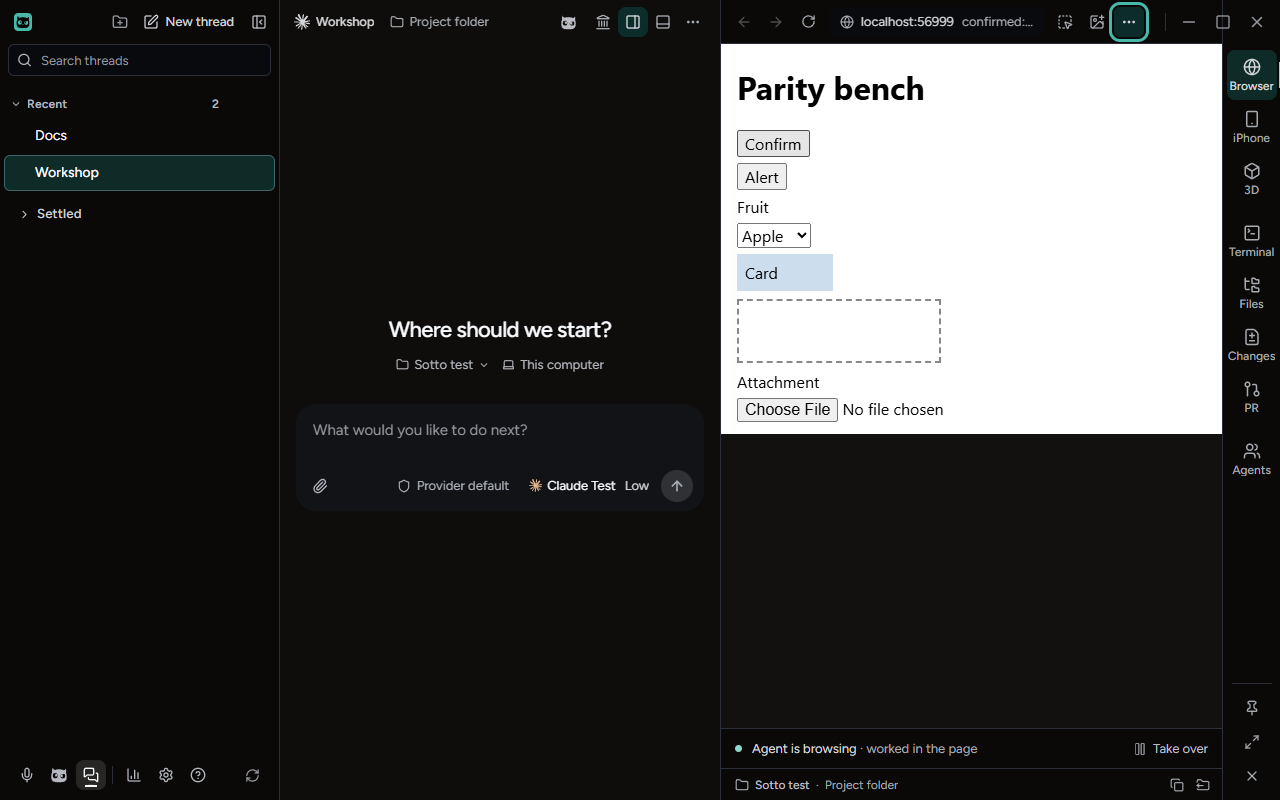 New thread
Search threads
Recent 2
Docs
Workshop
Settled
Workshop Project folder
Where should we start?
Sotto test This computer
What would you like to do next?
Provider default Claude Test Low
localhost:56999 confirmed:...
Parity bench
Confirm
Alert
Fruit
Apple
Card
Attachment
Choose File No file chosen
Agent is browsing · worked in the page Take over
Sotto test · Project folder
Browser
iPhone
3D
Terminal
Files
Changes
PR
Agents